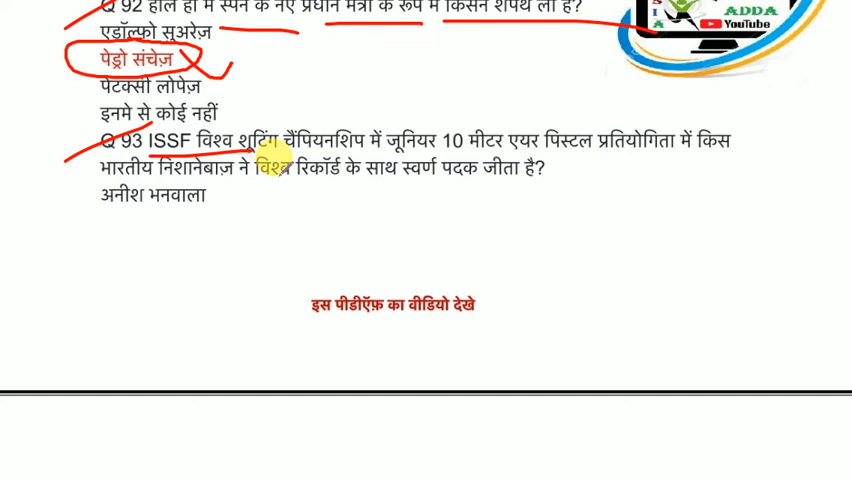 Q 92 हाल ही में स्पेन के नए प्रधान मंत्री के रूप में किसने शपथ ली है?
एडॉल्फो सुअरेज़
पेड्रो संचेज़
पेटक्सी लोपेज़
इनमे से कोई नहीं
Q 93 ISSF विश्व शूटिंग चैंपियनशिप में जूनियर 10 मीटर एयर पिस्टल प्रतियोगिता में किस
भारतीय निशानेबाज़ ने विश्व रिकॉर्ड के साथ स्वर्ण पदक जीता है?
अनीश भनवाला
इस पीडीऍफ़ का वीडियो देखे
SIA
ADDA
YouTube